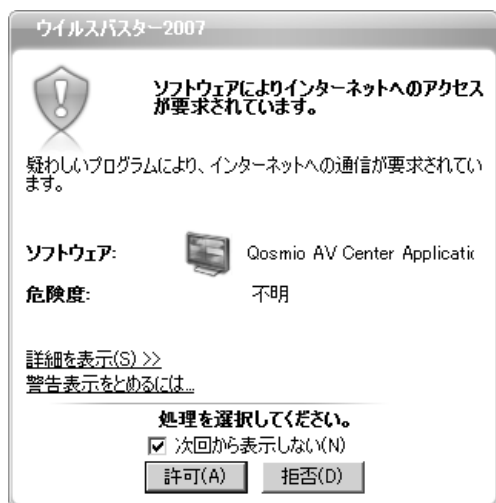 ウイルスバスター2007
ソフトウェアによりインターネットへのアクセス
が要求されています。
疑わしいプログラムにより、インターネットへの通信が要求されてい
ます。
ソフトウェア: Qosmio AV Center Applicatic
危険度: 不明
詳細を表示(S) >>
警告表示をとめるには...
処理を選択してください。
次回から表示しない(N)
許可(A) 拒否(D)